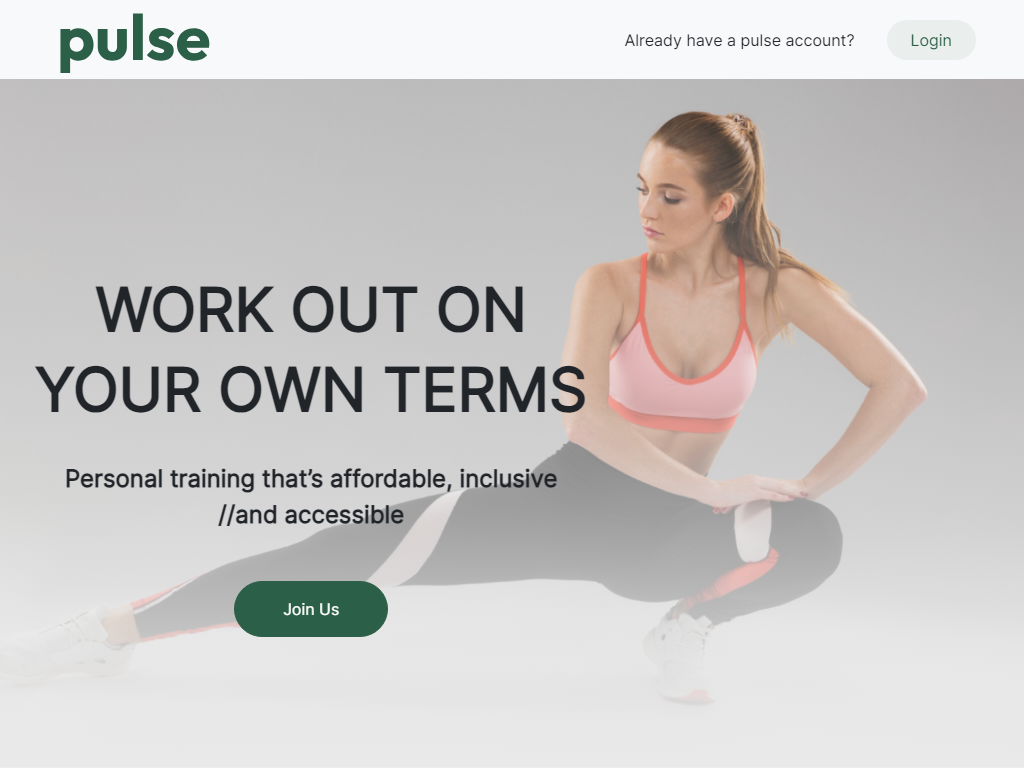 pulse
Already have a pulse account?
Login
WORK OUT ON
YOUR OWN TERMS
Personal training that’s affordable, inclusive
//and accessible
Join Us